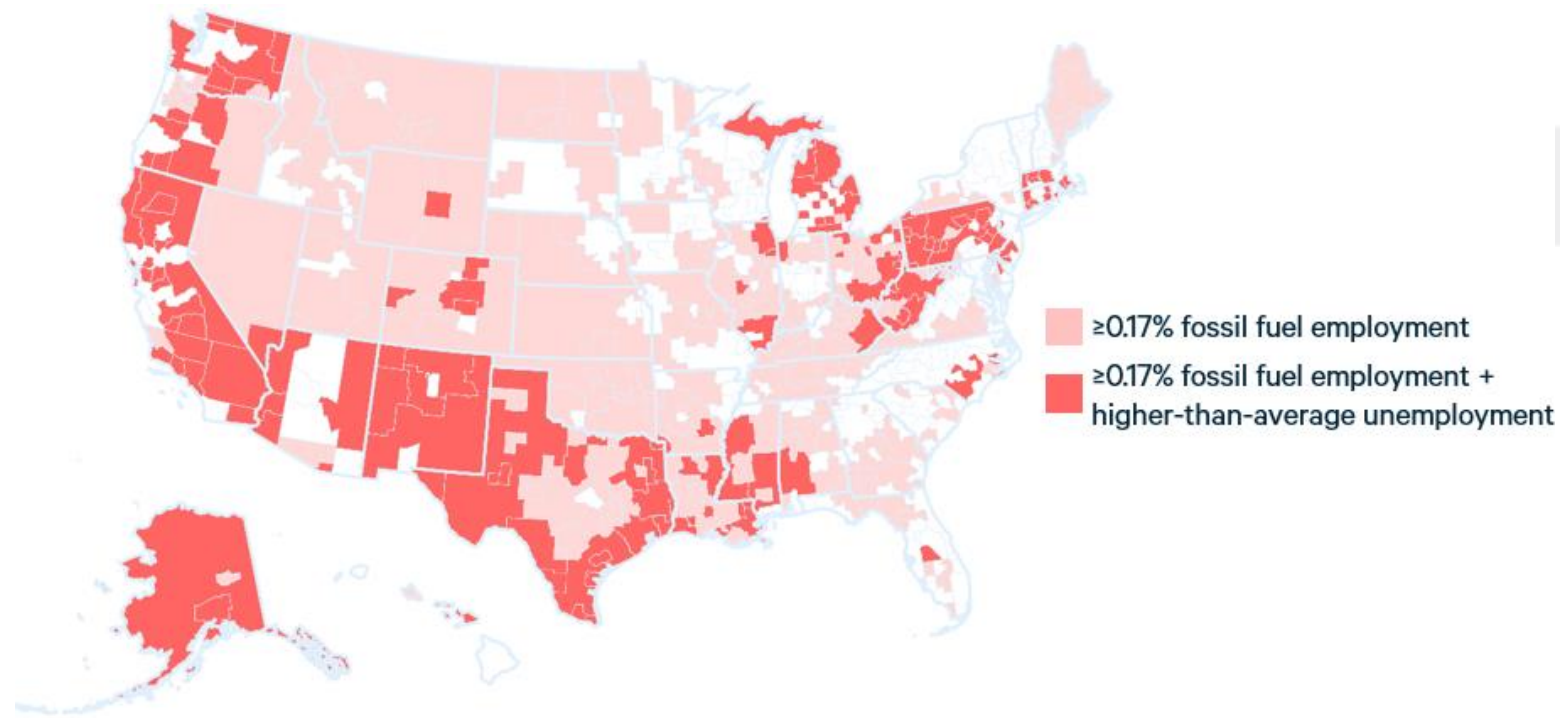 ≥0.17% fossil fuel employment
≥0.17% fossil fuel employment +
higher-than-average unemployment